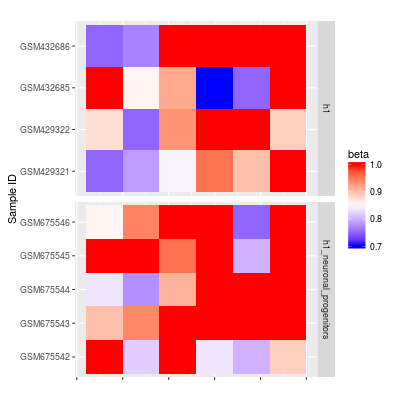 GSM432686
GSM432685
GSM429322
GSM429321
h1
GSM675546
GSM675545
GSM675544
GSM675543
GSM675542
h1_neuronal_progenitors
Sample ID
beta
1.0
0.9
0.8
0.7